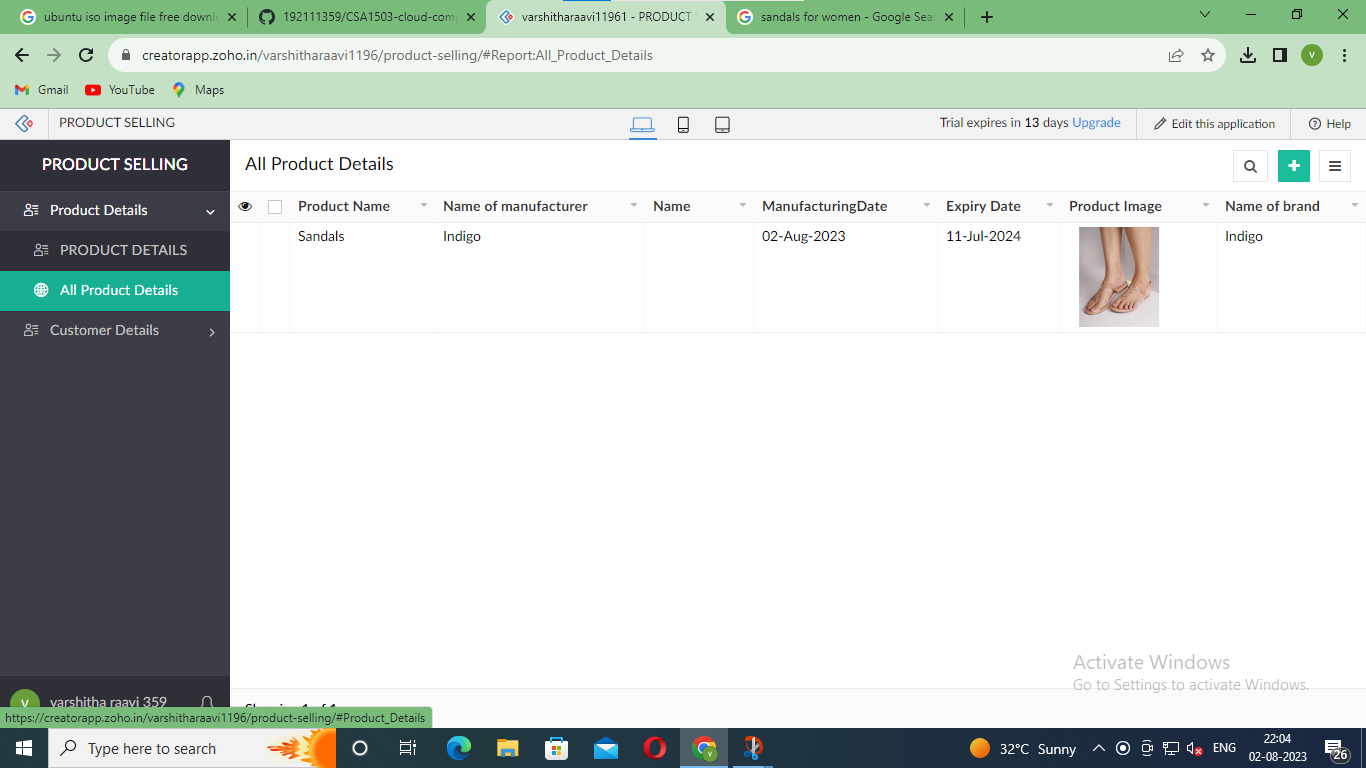 ubuntu iso image file free downl
192111359/CSA1503-cloud-com
varshitharaavi11961 - PRODUCT
sandals for women - Google Sea
creatorapp.zoho.in/varshitharaavi1196/product-selling/#Report:All_Product_Details
V
Gmail
YouTube
Maps
PRODUCT SELLING
Trial expires in 13 days Upgrade
Edit this application
Help
PRODUCT SELLING
Product Details
PRODUCT DETAILS
All Product Details
Customer Details
All Product Details
Product Name Name of manufacturer Name ManufacturingDate Expiry Date Product Image Name of brand
Sandals Indigo 02-Aug-2023 11-Jul-2024 Indigo
Activate Windows
Go to Settings to activate Windows.
V
varshitha raavi 359
Showing 1 of 1
https://creatorapp.zoho.in/varshitharaavi1196/product-selling/#Product_Details
Type here to search
V
32°C Sunny
ENG
22:04
02-08-2023
26